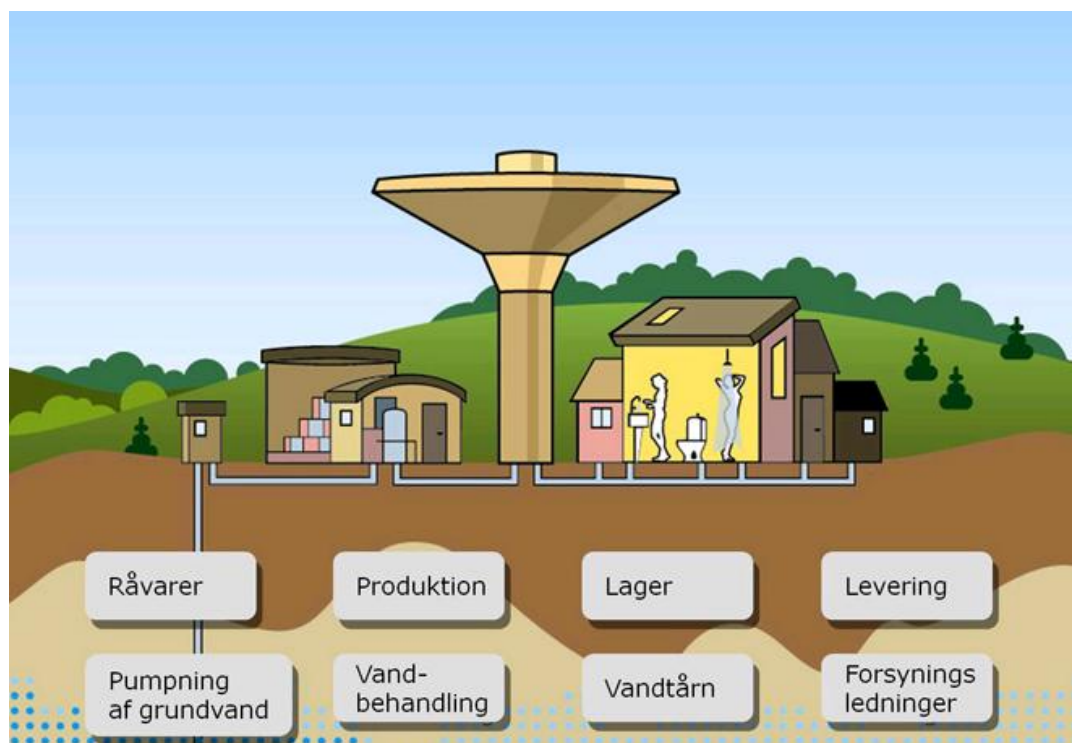 Råvarer
Produktion
Lager
Levering
Pumpning
af grundvand
Vand-
behandling
Vandtårn
Forsynings
ledninger